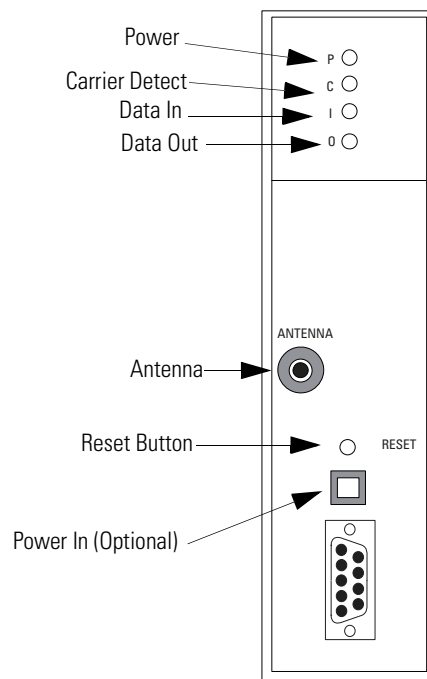 Power
P
Carrier Detect
C
Data In
I
Data Out
O
ANTENNA
Antenna
Reset Button
RESET
Power In (Optional)